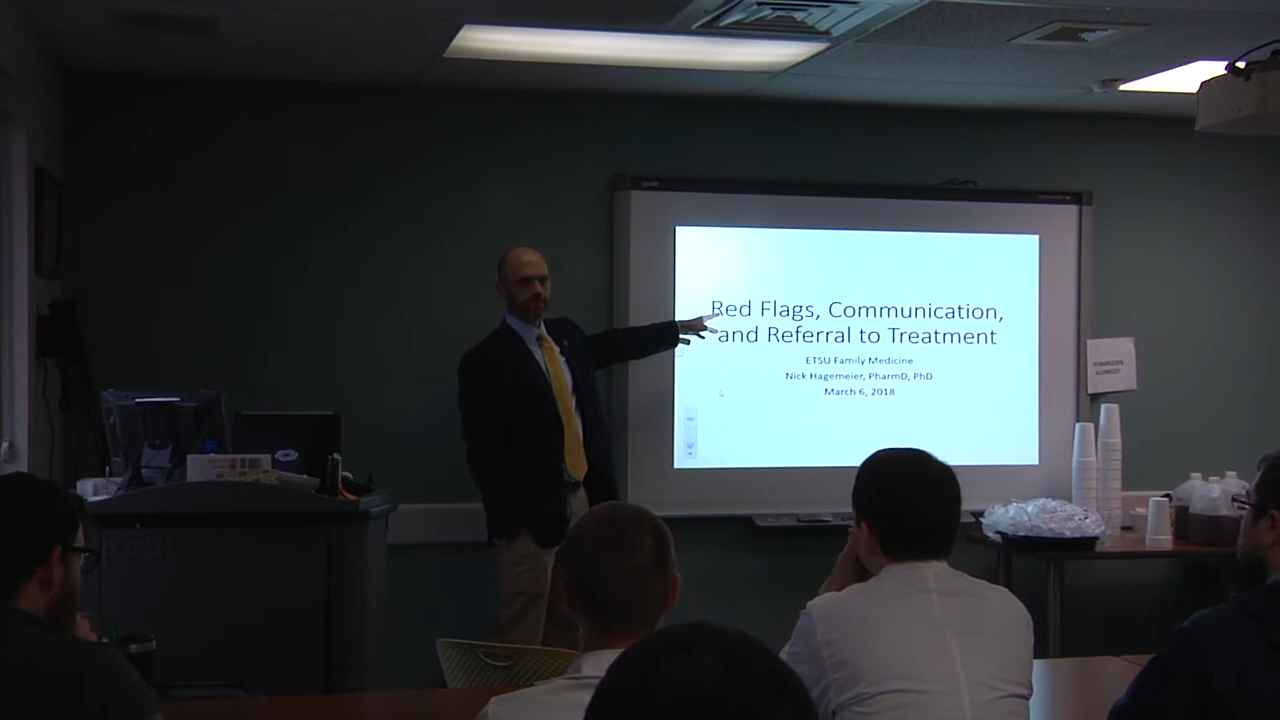 Red Flags, Communication,
and Referral to Treatment
ETSU Family Medicine
Nick Hagemeier, PharmD, PhD
March 6, 2018